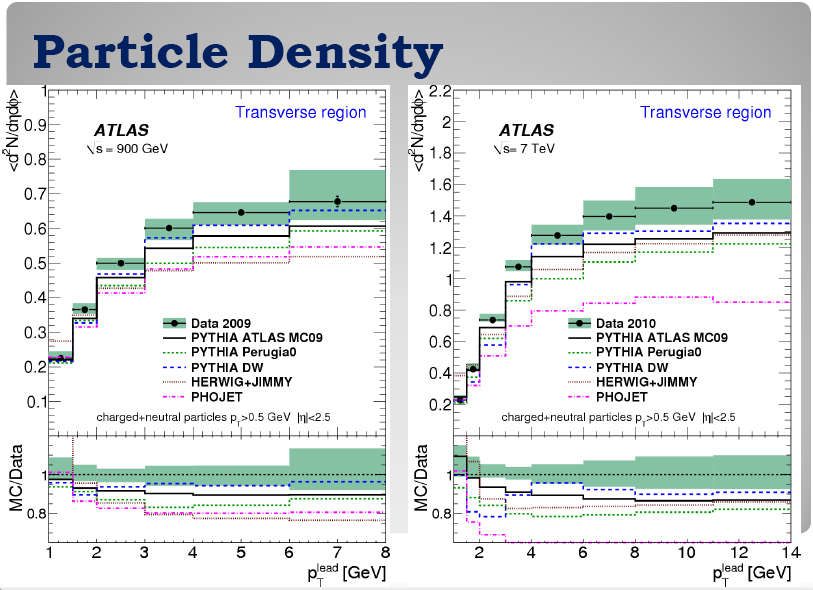 Particle Density
<d²N/dηdϕ>
Transverse region
ATLAS
√s = 900 GeV
1
0.9
0.8
0.7
0.6
0.5
0.4
0.3
0.2
0.1
Data 2009
PYTHIA ATLAS MC09
PYTHIA Perugia0
PYTHIA DW
HERWIG+JIMMY
PHOJET
charged+neutral particles p_T>0.5 GeV |η|<2.5
MC/Data
1
0.8
1 2 3 4 5 6 7 8
p_T^lead [GeV]
<d²N/dηdϕ>
Transverse region
ATLAS
√s= 7 TeV
2.2
2
1.8
1.6
1.4
1.2
1
0.8
0.6
0.4
0.2
Data 2010
PYTHIA ATLAS MC09
PYTHIA Perugia0
PYTHIA DW
HERWIG+JIMMY
PHOJET
charged+neutral particles p_T>0.5 GeV |η|<2.5
MC/Data
1
0.8
2 4 6 8 10 12 14
p_T^lead [GeV]